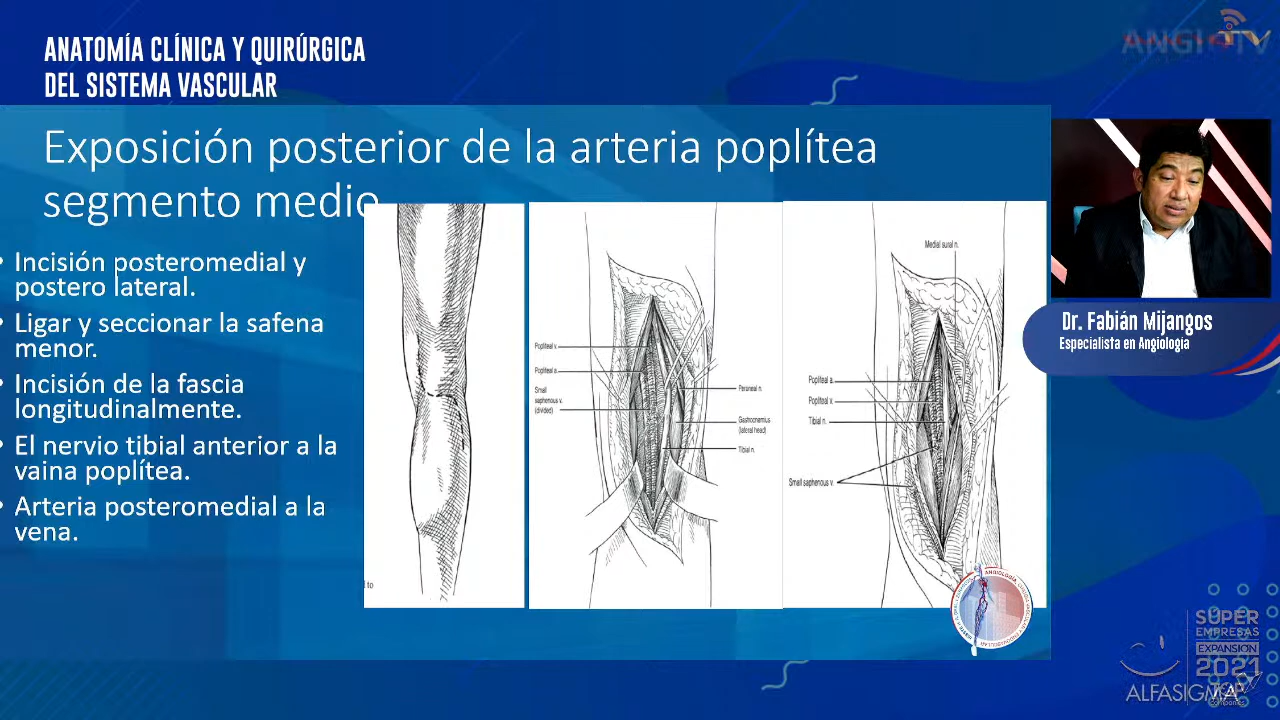 ANATOMÍA CLÍNICA Y QUIRÚRGICA
DEL SISTEMA VASCULAR
Exposición posterior de la arteria poplítea
segmento medio
• Incisión posteromedial y
postero lateral.
• Ligar y seccionar la safena
menor.
• Incisión de la fascia
longitudinalmente.
• El nervio tibial anterior a la
vaina poplítea.
• Arteria posteromedial a la
vena.
to
Popliteal v.
Popliteal a.
Small
saphenous v.
(divided)
Peroneal n.
Gastrocnemius
(lateral head)
Tibial n.
Medial sural n.
Popliteal a.
Popliteal v.
Tibial n.
Small saphenous v.
Dr. Fabián Mijangos
Especialista en Angiología
SÚPER
EMPRESAS
EXPANSIÓN
2021
ALFASIGMA